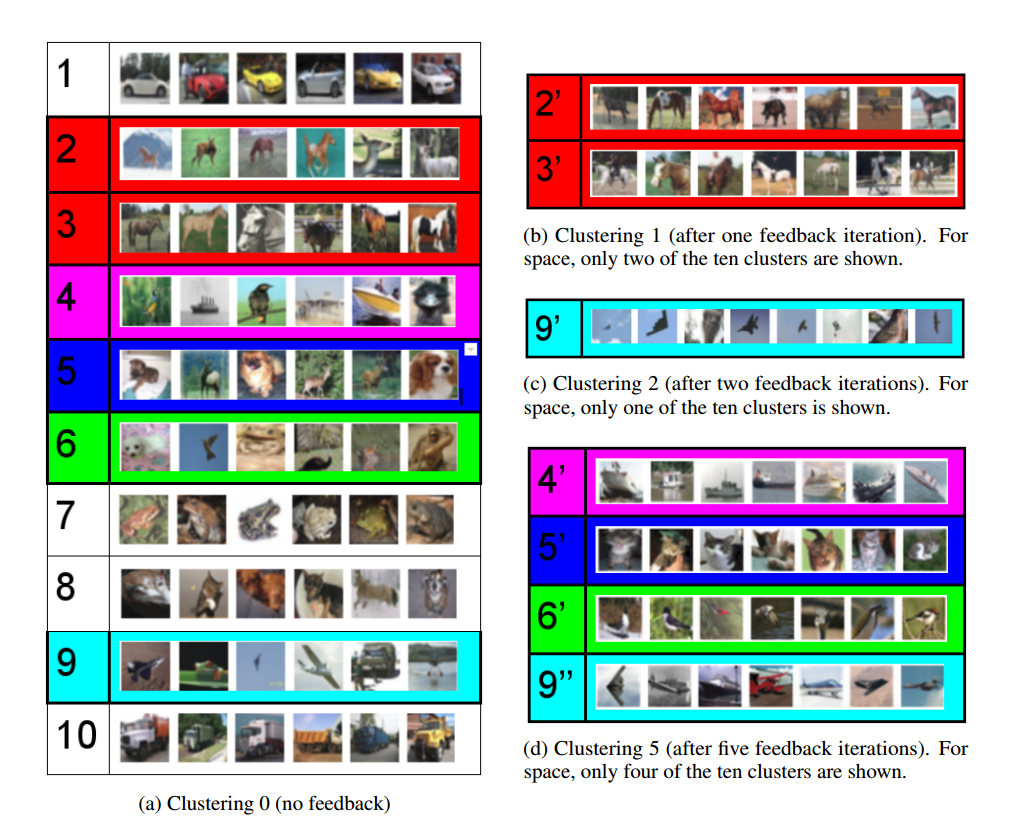 1
2
3
4
5
6
7
8
9
10
(a) Clustering 0 (no feedback)
2’
3’
(b) Clustering 1 (after one feedback iteration). For
space, only two of the ten clusters are shown.
9’
(c) Clustering 2 (after two feedback iterations). For
space, only one of the ten clusters is shown.
4’
5’
6’
9”
(d) Clustering 5 (after five feedback iterations). For
space, only four of the ten clusters are shown.